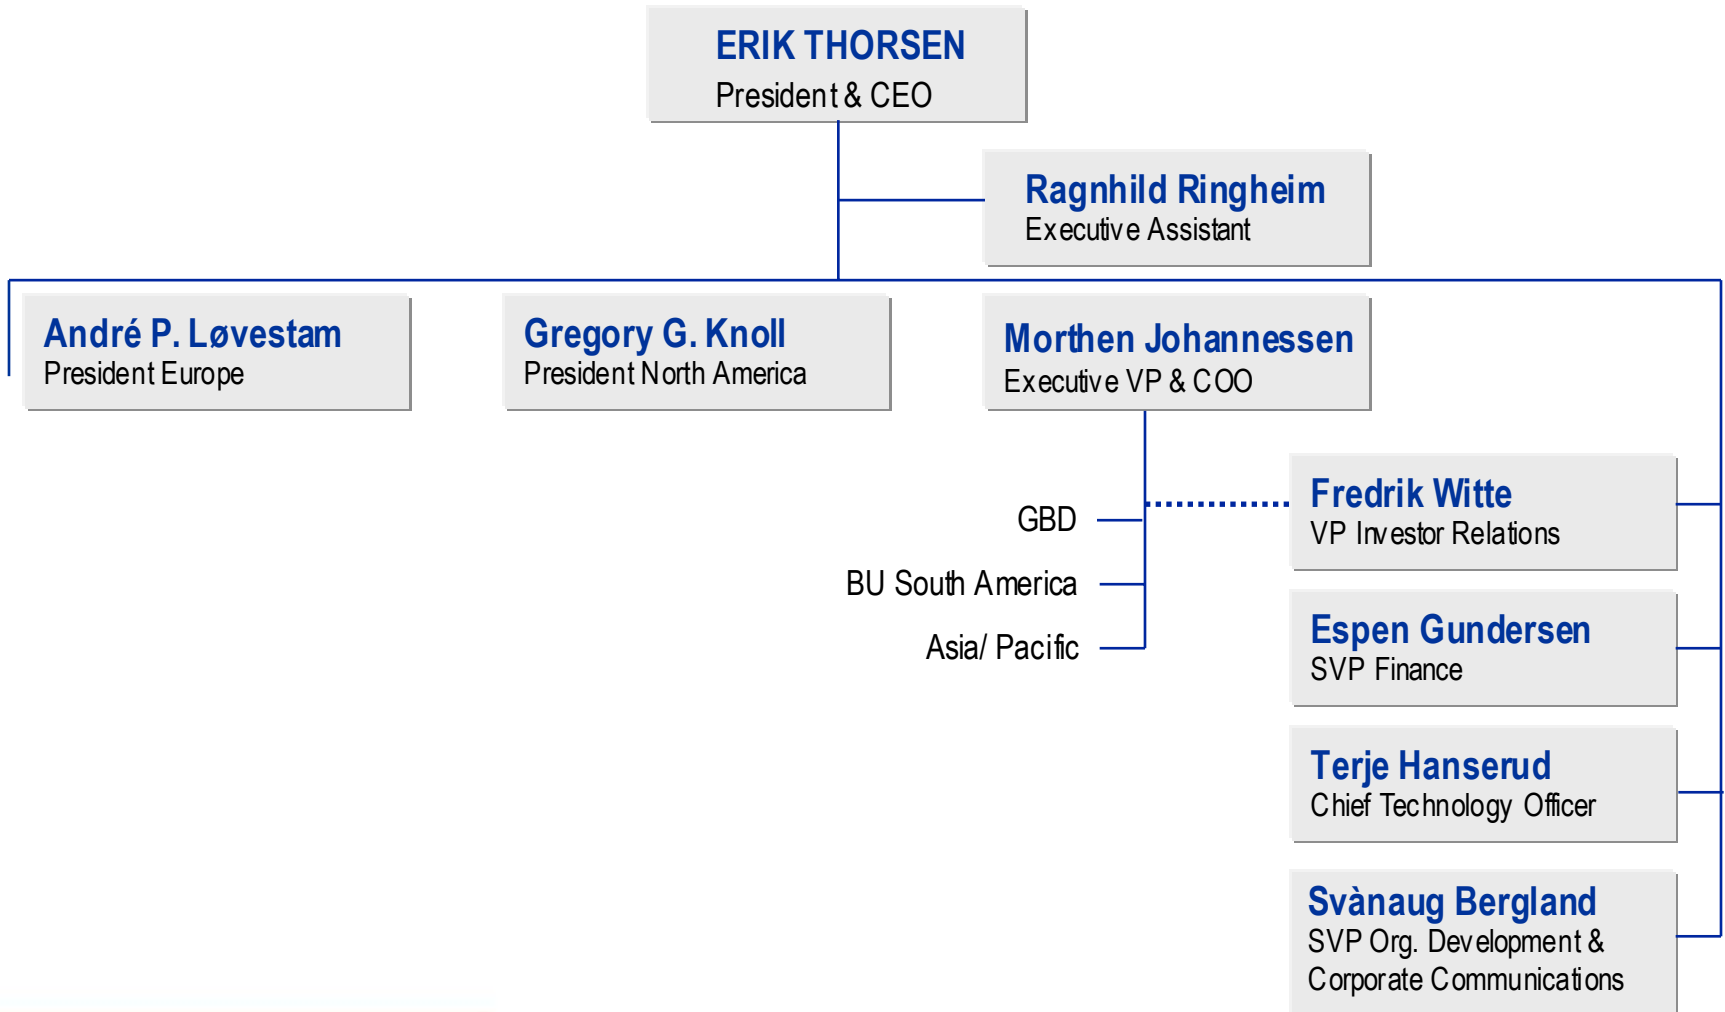 ERIK THORSEN
President & CEO
Ragnhild Ringheim
Executive Assistant
André P. Løvestam
President Europe
Gregory G. Knoll
President North America
Morthen Johannessen
Executive VP & COO
GBD
BU South America
Asia/ Pacific
Fredrik Witte
VP Investor Relations
Espen Gundersen
SVP Finance
Terje Hanserud
Chief Technology Officer
Svànaug Bergland
SVP Org. Development &
Corporate Communications